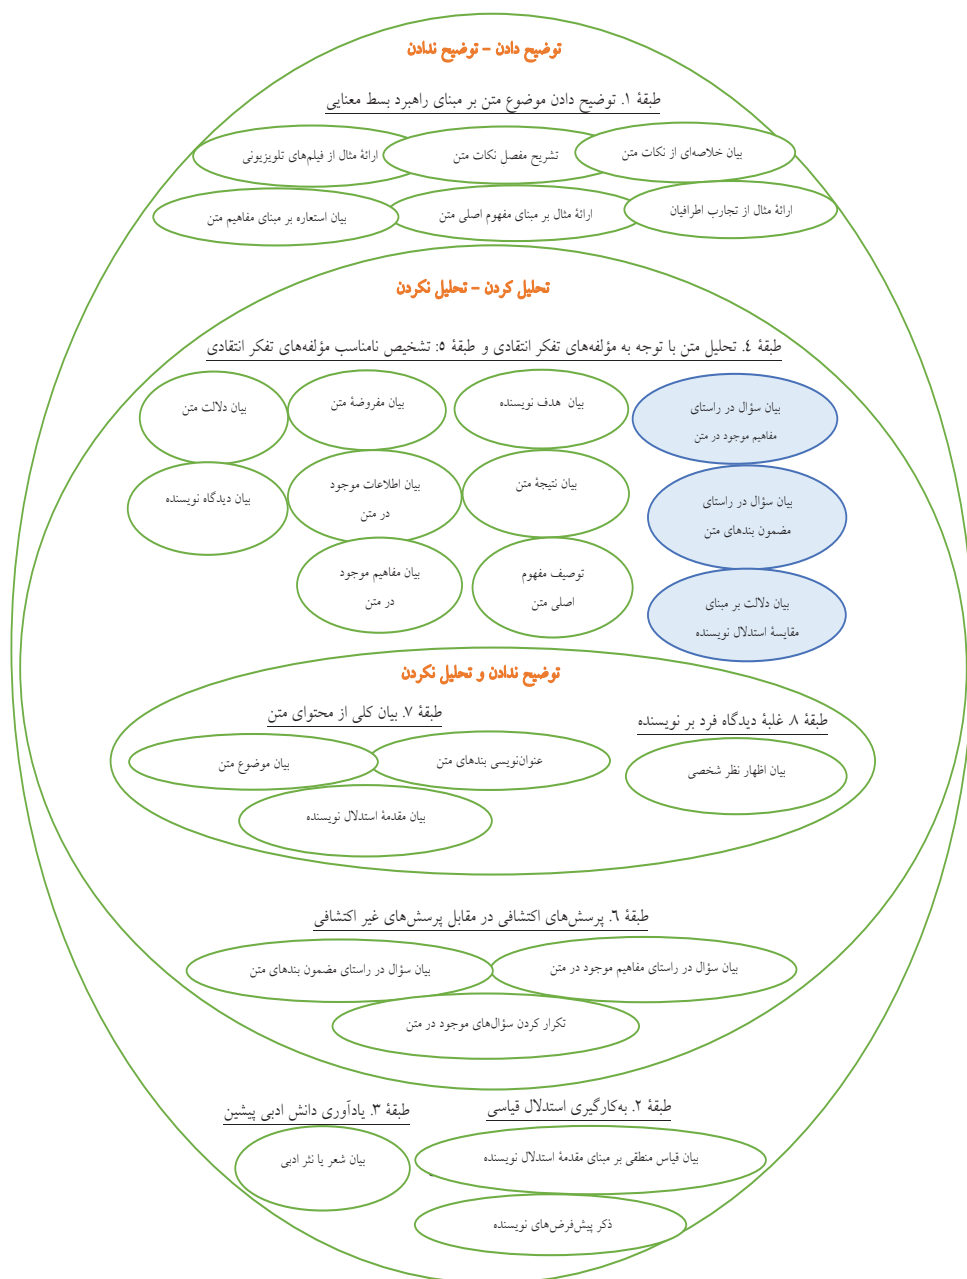 توضیح دادن – توضیح ندادن
طبقهٔ ۱. توضیح دادن موضوع متن بر مبنای راهبرد بسط معنایی
بیان خلاصه‌ای از نکات متن
تشریح مفصل نکات متن
ارائهٔ مثال از فیلم‌های تلویزیونی
ارائهٔ مثال از تجارب اطرافیان
ارائهٔ مثال بر مبنای مفهوم اصلی متن
بیان استعاره بر مبنای مفاهیم متن
تحلیل کردن – تحلیل نکردن
طبقهٔ ۴. تحلیل متن با توجه به مؤلفه‌های تفکر انتقادی و طبقهٔ ۵: تشخیص نامناسب مؤلفه‌های تفکر انتقادی
بیان سؤال در راستای
مفاهیم موجود در متن
بیان هدف نویسنده
بیان مفروضهٔ متن
بیان دلالت متن
بیان سؤال در راستای
مضمون بندهای متن
بیان نتیجهٔ متن
بیان اطلاعات موجود
در متن
بیان دیدگاه نویسنده
بیان دلالت بر مبنای
مقایسهٔ استدلال نویسنده
توصیف مفهوم
اصلی متن
بیان مفاهیم موجود
در متن
توضیح ندادن و تحلیل نکردن
طبقهٔ ۸. غلبهٔ دیدگاه فرد بر نویسنده
بیان اظهار نظر شخصی
طبقهٔ ۷. بیان کلی از محتوای متن
عنوان‌نویسی بندهای متن
بیان موضوع متن
بیان مقدمهٔ استدلال نویسنده
طبقهٔ ۶. پرسش‌های اکتشافی در مقابل پرسش‌های غیر اکتشافی
بیان سؤال در راستای مفاهیم موجود در متن
بیان سؤال در راستای مضمون بندهای متن
تکرار کردن سؤال‌های موجود در متن
طبقهٔ ۲. به‌کارگیری استدلال قیاسی
بیان قیاس منطقی بر مبنای مقدمهٔ استدلال نویسنده
ذکر پیش‌فرض‌های نویسنده
طبقهٔ ۳. یادآوری دانش ادبی پیشین
بیان شعر یا نثر ادبی